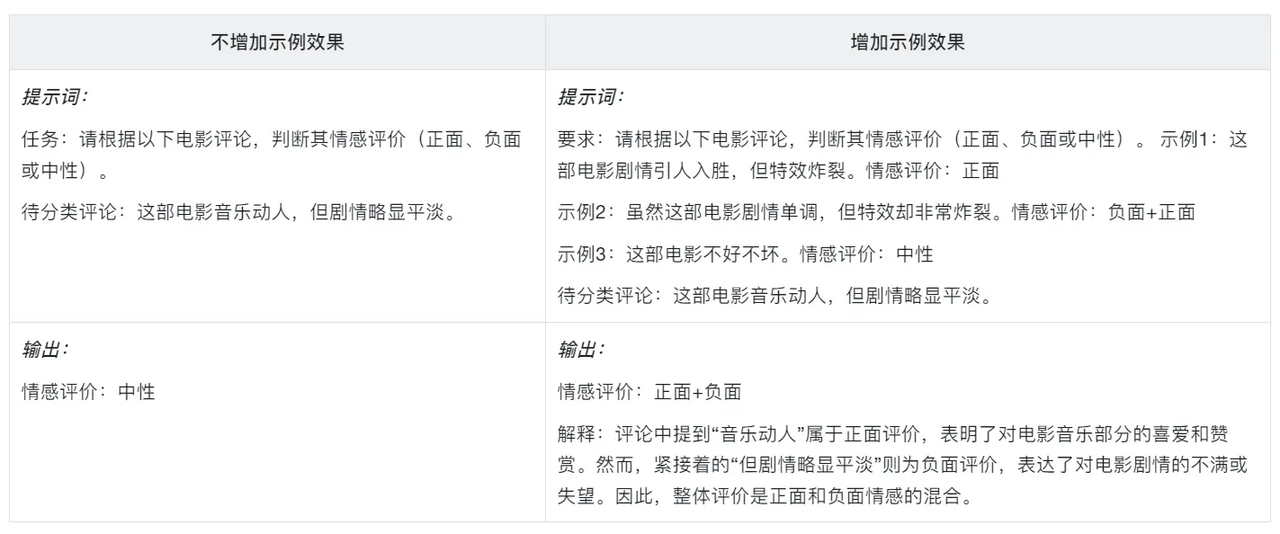 不增加示例效果
增加示例效果
提示词：
任务：请根据以下电影评论，判断其情感评价（正面、负面
或中性）。
待分类评论：这部电影音乐动人，但剧情略显平淡。
提示词：
要求：请根据以下电影评论，判断其情感评价（正面、负面或中性）。 示例1：这
部电影剧情引人入胜，但特效炸裂。情感评价：正面
示例2：虽然这部电影剧情单调，但特效却非常炸裂。情感评价：负面+正面
示例3：这部电影不好不坏。情感评价：中性
待分类评论：这部电影音乐动人，但剧情略显平淡。
输出：
情感评价：中性
输出：
情感评价：正面+负面
解释：评论中提到“音乐动人”属于正面评价，表明了对电影音乐部分的喜爱和赞
赏。然而，紧接着的“但剧情略显平淡”则为负面评价，表达了对电影剧情的不满或
失望。因此，整体评价是正面和负面情感的混合。